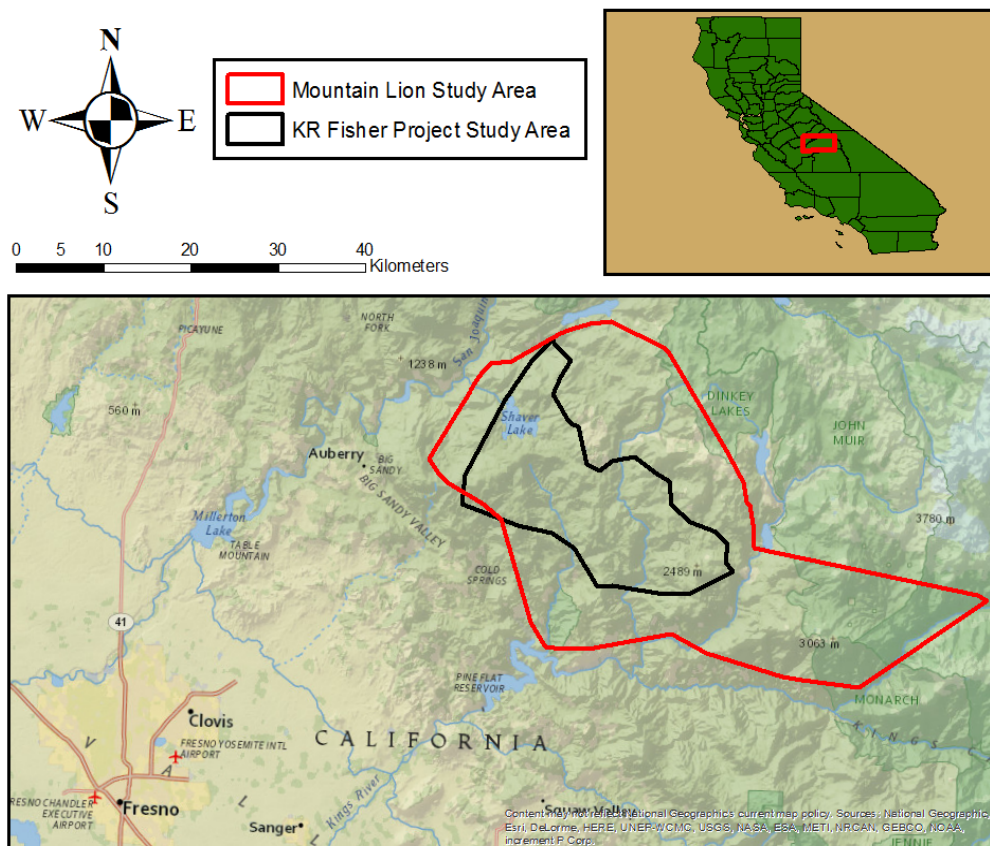 N
W
E
S
Mountain Lion Study Area
KR Fisher Project Study Area
0 5 10 20 30 40
Kilometers
PICAYUNE
NORTH
FORK
San Joaquin
1238 m
560 m
Shaver
Lake
DINKEY
LAKES
JOHN
MUIR
Auberry
BIG
SANDY
BIG SANDY VALLEY
Millerton
Lake
TABLE
MOUNTAIN
3780 m
COLD
SPRINGS
2489 m
41
3063 m
PINE FLAT
RESERVOIR
MONARCH
KINGS C
Clovis
FRESNO YOSEMITE INTL
AIRPORT
CALIFORNIA
V
A
L
L
FRESNO CHANDLER
EXECUTIVE
AIRPORT
Fresno
Kings River
Sanger
Squaw Valley
Content may not reflect National Geographic's current map policy. Sources: National Geographic,
Esri, DeLorme, HERE, UNEP-WCMC, USGS, NASA, ESA, METI, NRCAN, GEBCO, NOAA,
increment P Corp.
JENNIE